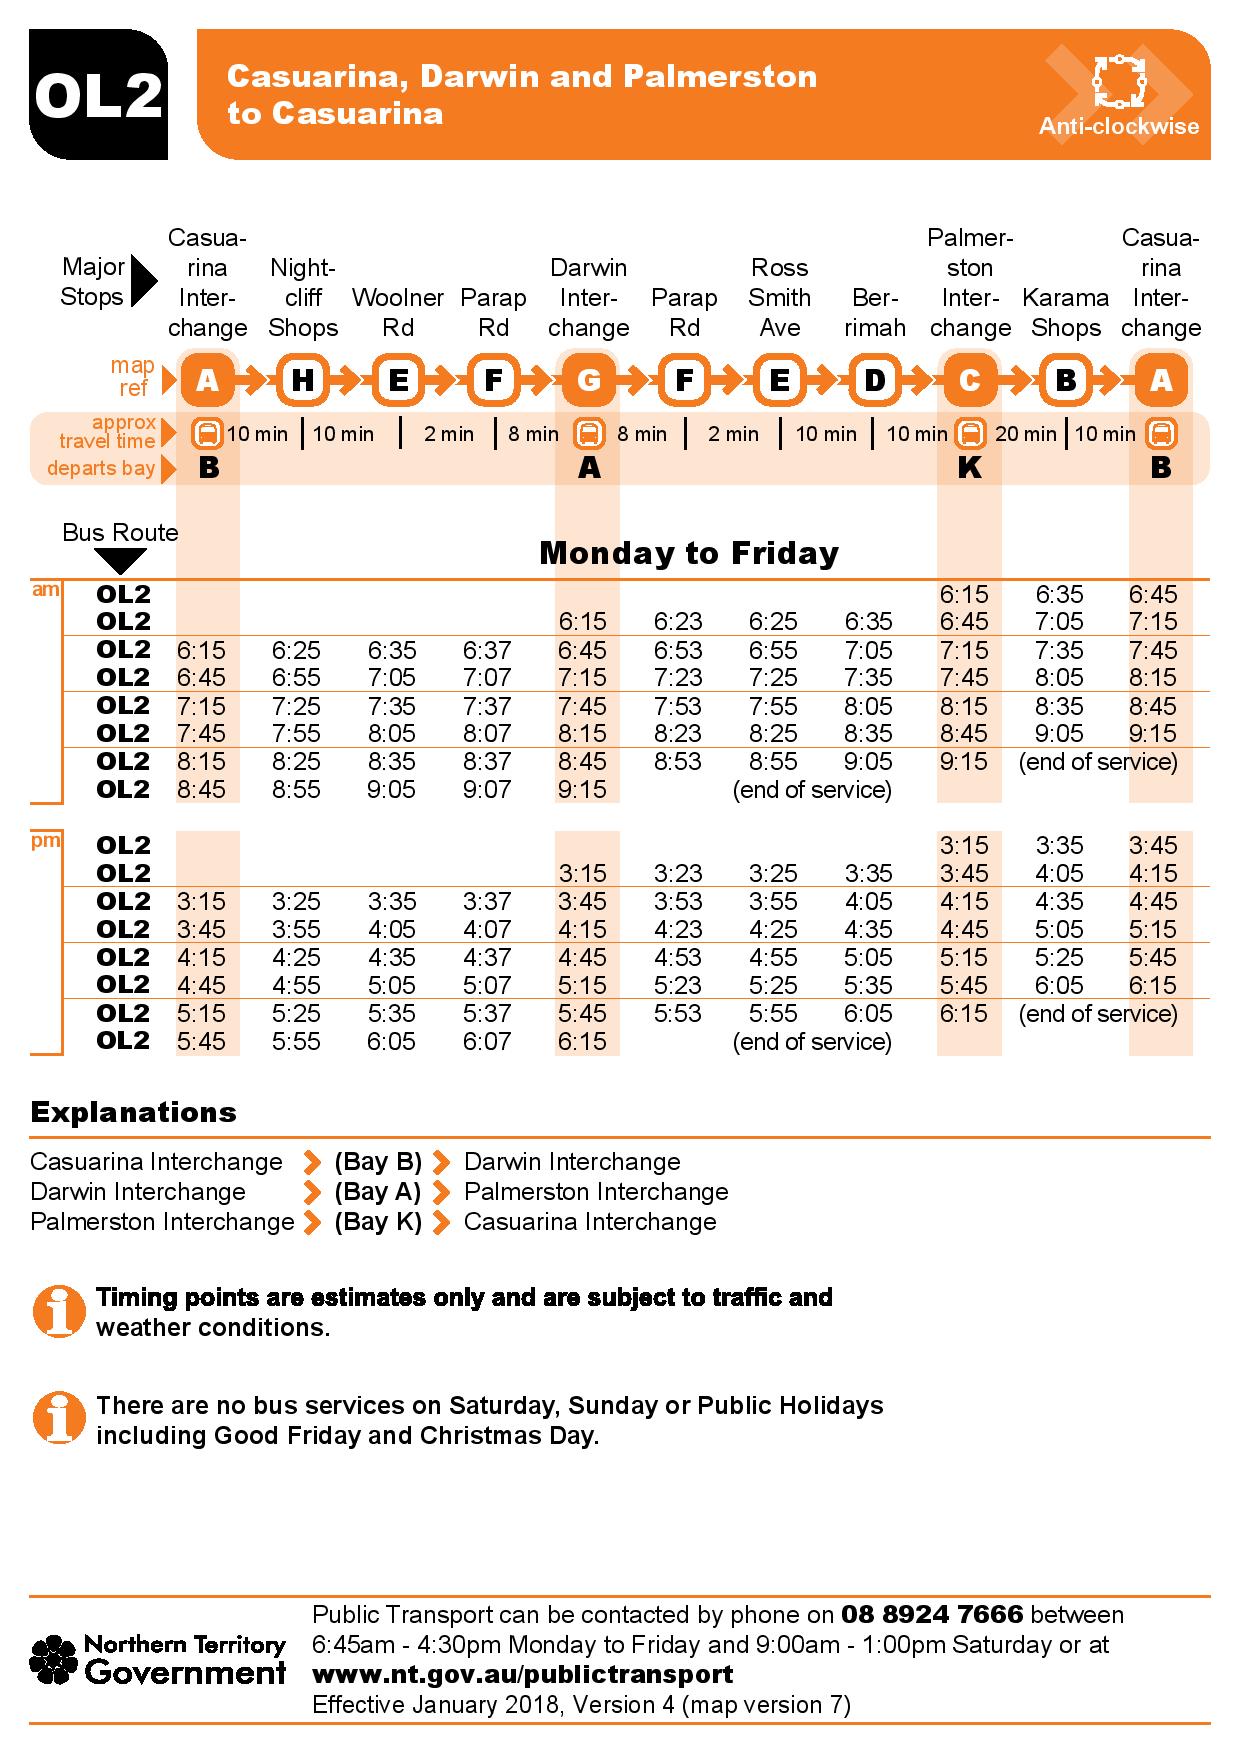 OL2
Casuarina, Darwin and Palmerston
to Casuarina
Anti-clockwise
Major
Stops
Casua-
rina
Inter-
change
Night-
cliff
Shops
Woolner
Rd
Parap
Rd
Darwin
Inter-
change
Parap
Rd
Ross
Smith
Ave
Ber-
rimah
Palmer-
ston
Inter-
change
Karama
Shops
Casua-
rina
Inter-
change
map
ref
A H E F G F E D C B A
approx
travel time
10 min 10 min 2 min 8 min 8 min 2 min 10 min 10 min 20 min 10 min
departs bay B A K B
Bus Route
Monday to Friday
am
OL2 6:15 6:35 6:45
OL2 6:15 6:23 6:25 6:35 6:45 7:05 7:15
OL2 6:15 6:25 6:35 6:37 6:45 6:53 6:55 7:05 7:15 7:35 7:45
OL2 6:45 6:55 7:05 7:07 7:15 7:23 7:25 7:35 7:45 8:05 8:15
OL2 7:15 7:25 7:35 7:37 7:45 7:53 7:55 8:05 8:15 8:35 8:45
OL2 7:45 7:55 8:05 8:07 8:15 8:23 8:25 8:35 8:45 9:05 9:15
OL2 8:15 8:25 8:35 8:37 8:45 8:53 8:55 9:05 9:15 (end of service)
OL2 8:45 8:55 9:05 9:07 9:15 (end of service)
pm
OL2 3:15 3:35 3:45
OL2 3:15 3:23 3:25 3:35 3:45 4:05 4:15
OL2 3:15 3:25 3:35 3:37 3:45 3:53 3:55 4:05 4:15 4:35 4:45
OL2 3:45 3:55 4:05 4:07 4:15 4:23 4:25 4:35 4:45 5:05 5:15
OL2 4:15 4:25 4:35 4:37 4:45 4:53 4:55 5:05 5:15 5:25 5:45
OL2 4:45 4:55 5:05 5:07 5:15 5:23 5:25 5:35 5:45 6:05 6:15
OL2 5:15 5:25 5:35 5:37 5:45 5:53 5:55 6:05 6:15 (end of service)
OL2 5:45 5:55 6:05 6:07 6:15 (end of service)
Explanations
Casuarina Interchange (Bay B) Darwin Interchange
Darwin Interchange (Bay A) Palmerston Interchange
Palmerston Interchange (Bay K) Casuarina Interchange
Timing points are estimates only and are subject to traffic and
weather conditions.
There are no bus services on Saturday, Sunday or Public Holidays
including Good Friday and Christmas Day.
Northern Territory
Government
Public Transport can be contacted by phone on 08 8924 7666 between
6:45am - 4:30pm Monday to Friday and 9:00am - 1:00pm Saturday or at
www.nt.gov.au/publictransport
Effective January 2018, Version 4 (map version 7)